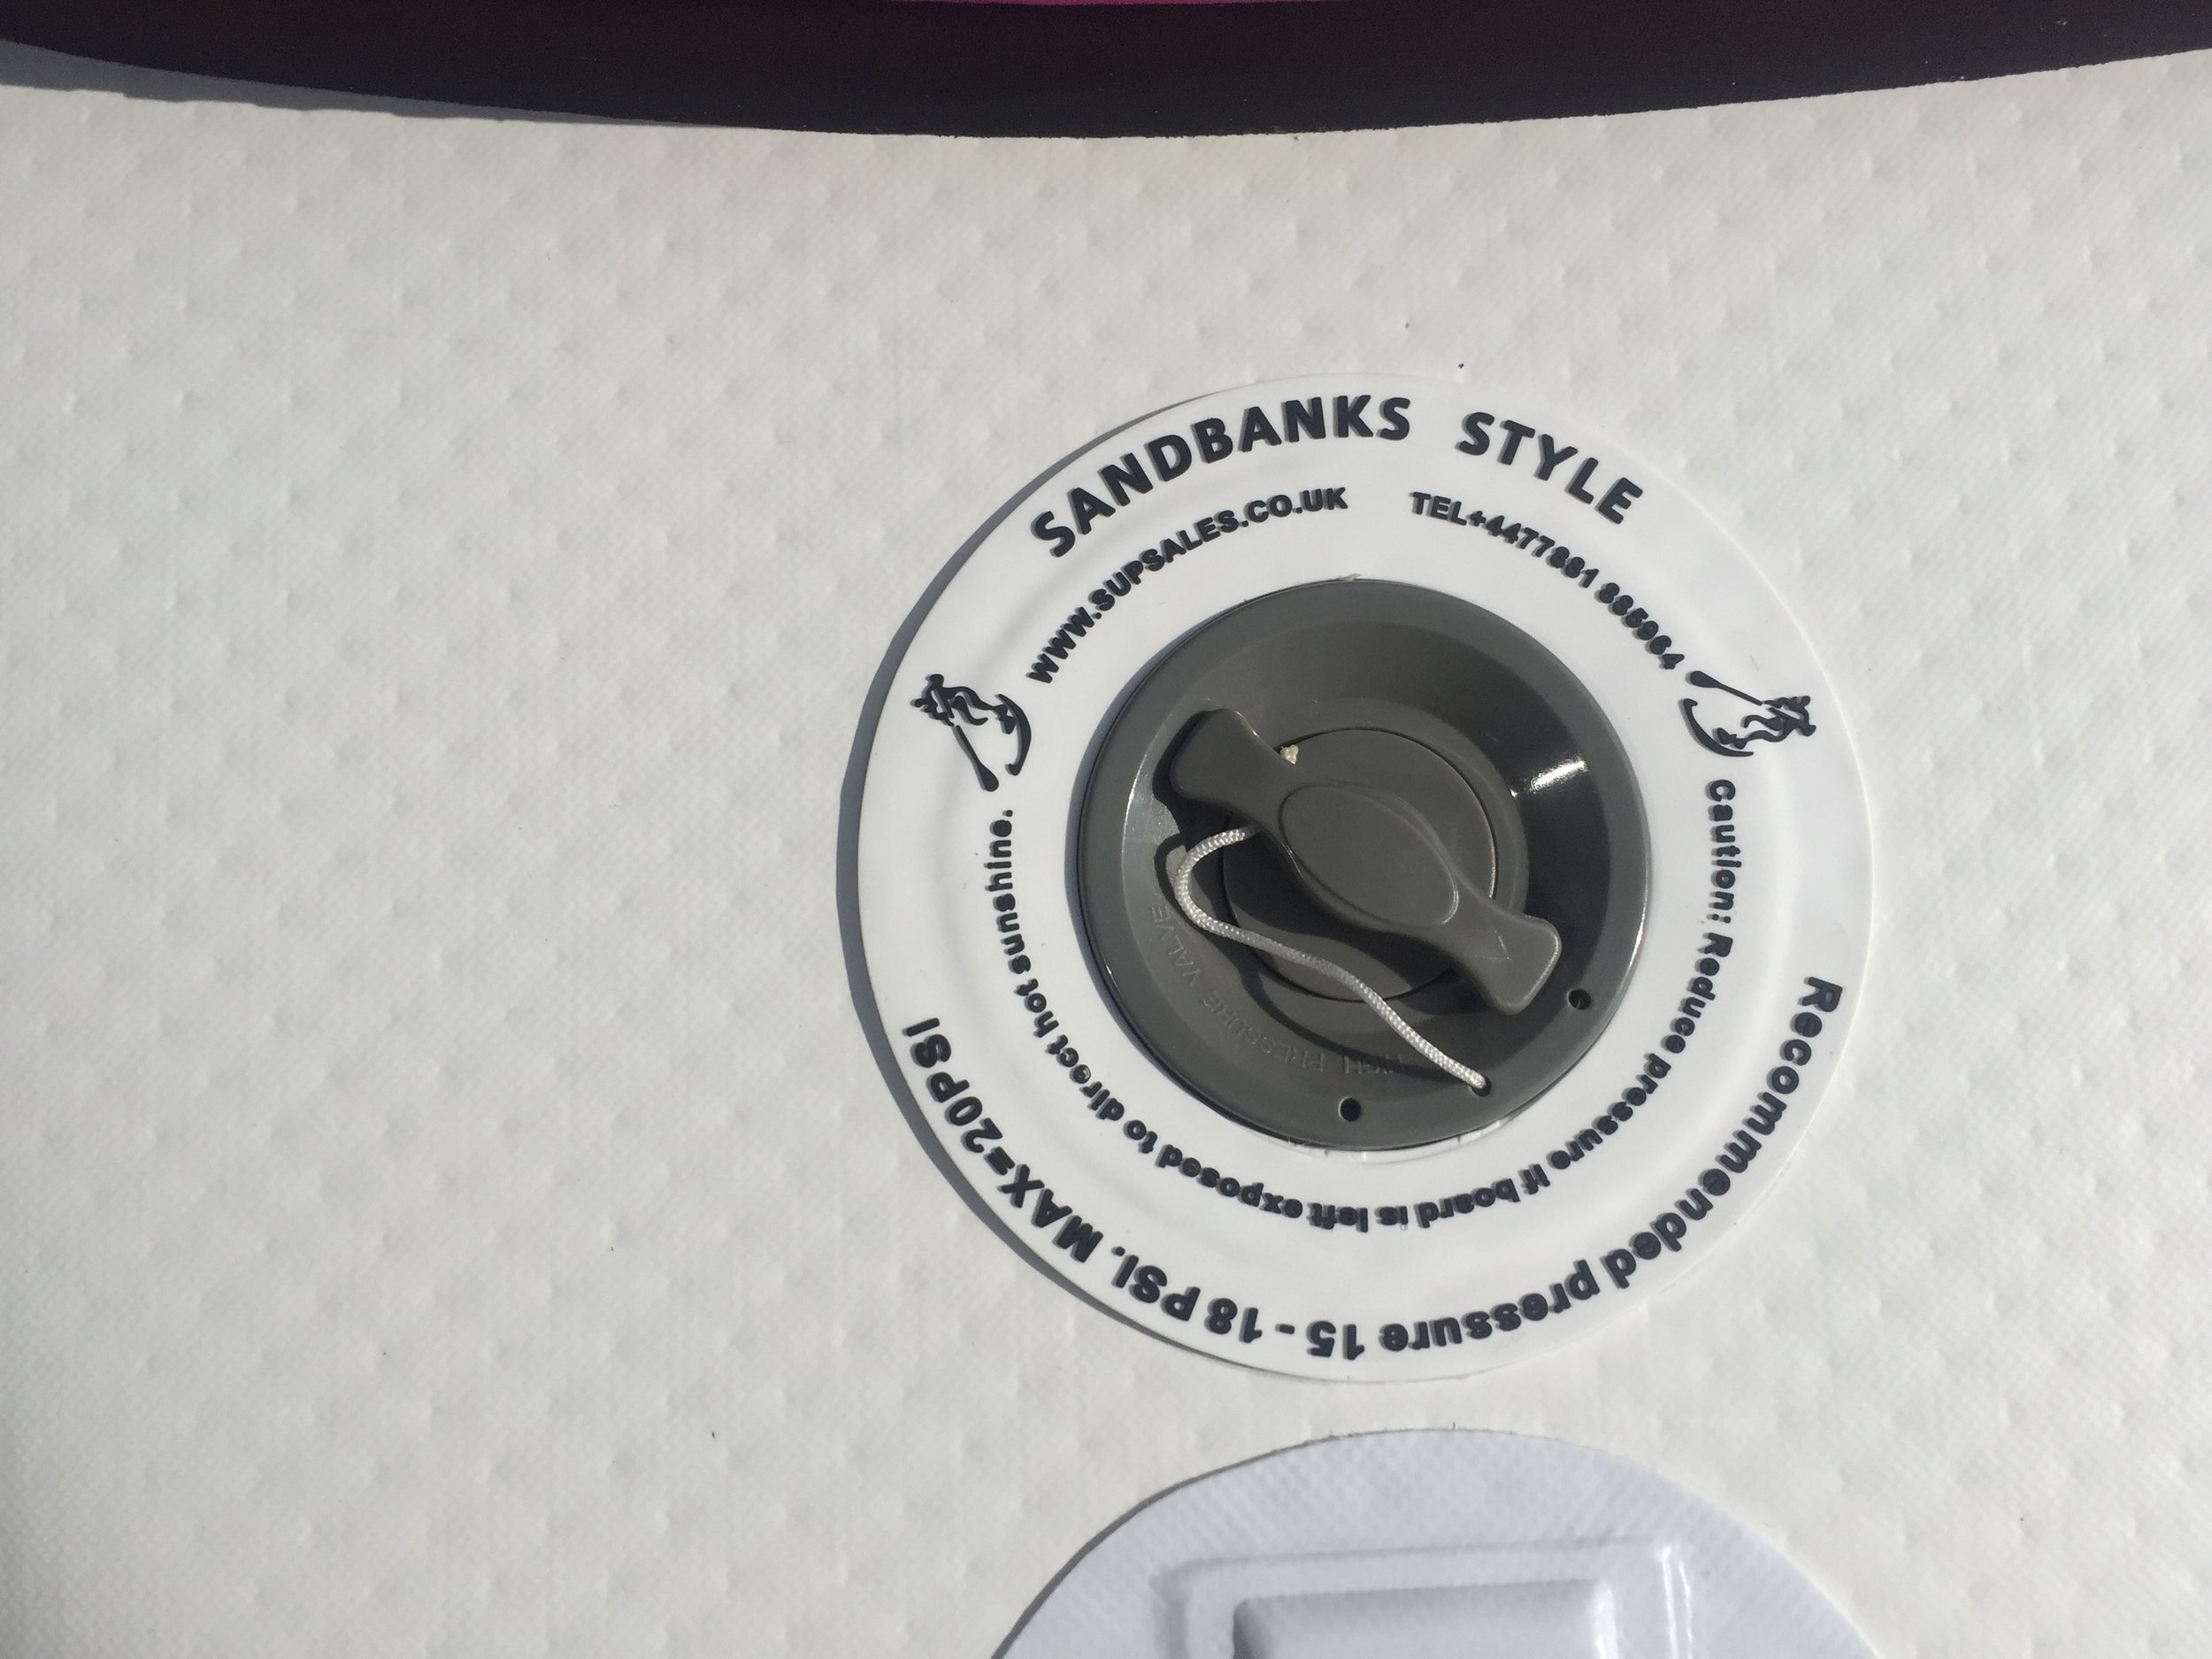 SANDBANKS STYLE
WWW.SUPSALES.CO.UK TEL+4477881 885964
Caution: Reduce pressure if board is left exposed to direct hot sunshine.
Recommended pressure 15 - 18 PSI. MAX=20PSI
HIGH PRESSURE VALVE